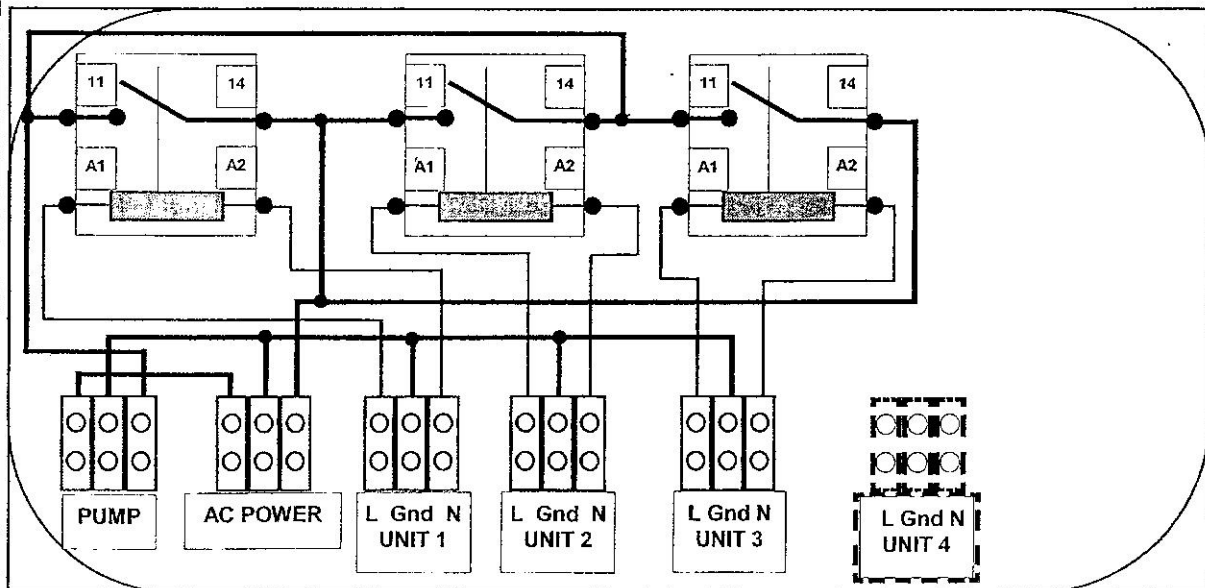 11 14 11 14 11 14
A1 A2 A1 A2 A1 A2
PUMP AC POWER L Gnd N L Gnd N L Gnd N L Gnd N
UNIT 1 UNIT 2 UNIT 3 UNIT 4